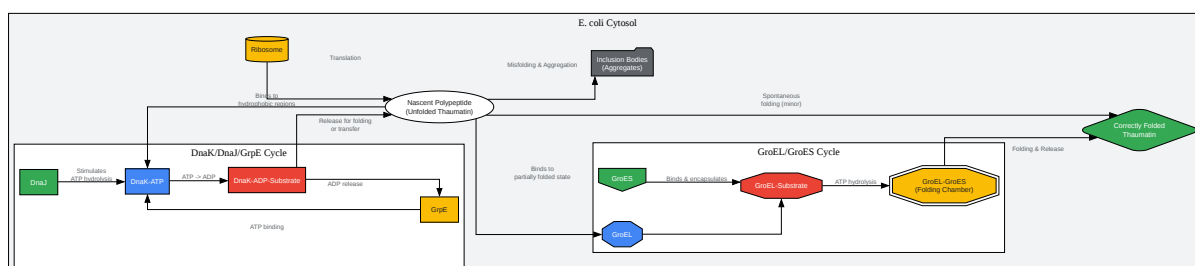 E. coli Cytosol
Ribosome
Translation
Misfolding & Aggregation
Inclusion Bodies
(Aggregates)
Binds to
hydrophobic regions
Nascent Polypeptide
(Unfolded Thaumatin)
Spontaneous
folding (minor)
Release for folding
or transfer
Correctly Folded
Thaumatin
Folding & Release
DnaK/DnaJ/GrpE Cycle
DnaJ
Stimulates
ATP hydrolysis
DnaK-ATP
ATP -> ADP
DnaK-ADP-Substrate
ADP release
GrpE
ATP binding
Binds to
partially folded state
GroEL/GroES Cycle
GroES
Binds & encapsulates
GroEL-Substrate
ATP hydrolysis
GroEL-GroES
(Folding Chamber)
GroEL